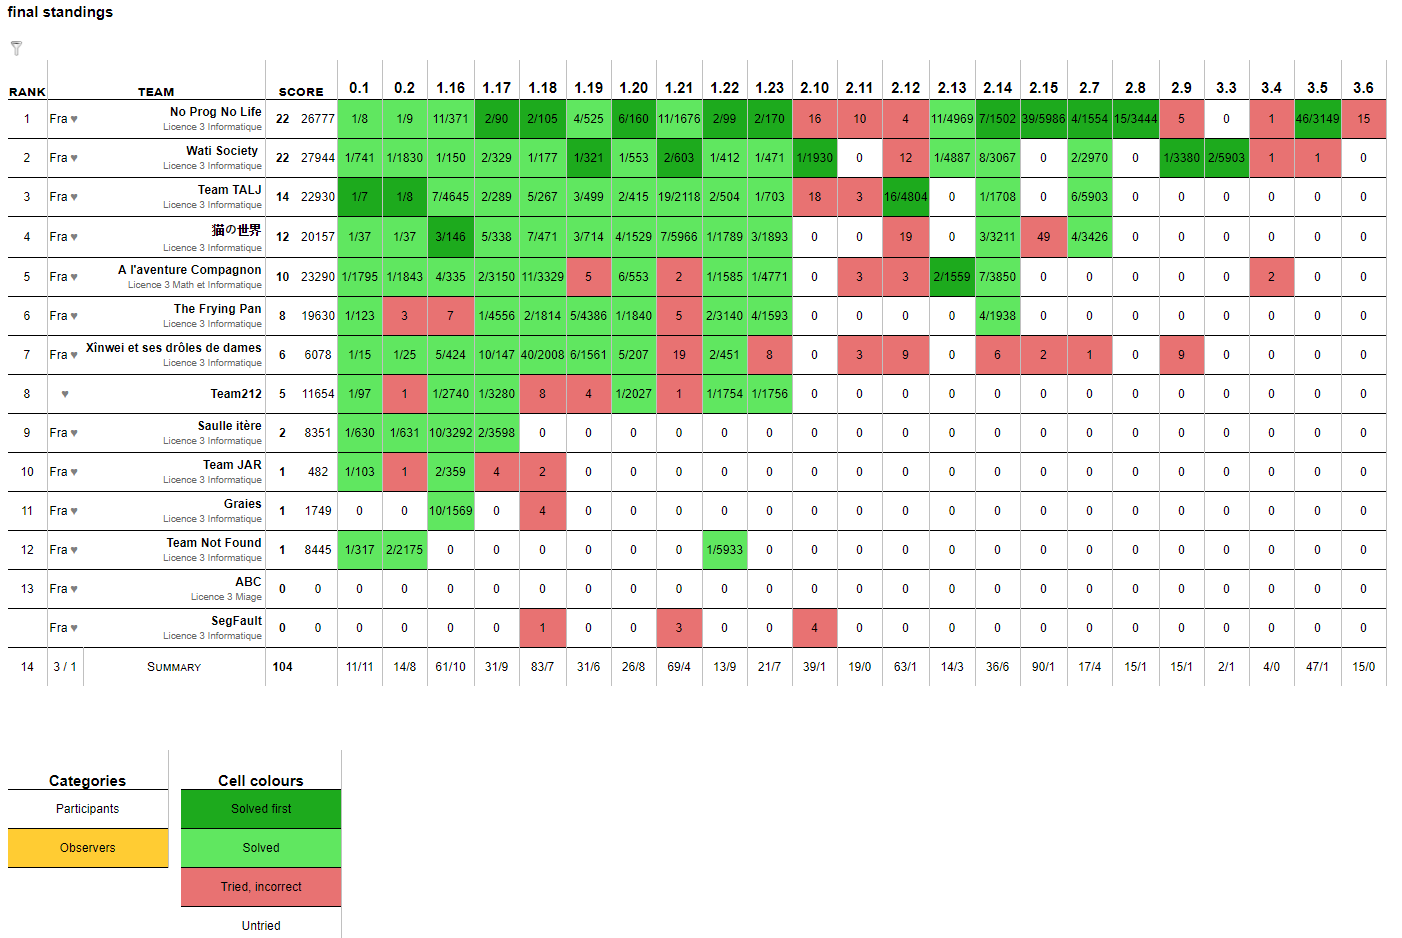 final standings
RANK TEAM SCORE 0.1 0.2 1.16 1.17 1.18 1.19 1.20 1.21 1.22 1.23 2.10 2.11 2.12 2.13 2.14 2.15 2.7 2.8 2.9 3.3 3.4 3.5 3.6
1 Fra ♥ No Prog No Life 22 26777 1/8 1/9 11/371 2/90 2/105 4/525 6/160 11/1676 2/99 2/170 16 10 4 11/4969 7/1502 39/5986 4/1554 15/3444 5 0 1 46/3149 15
Licence 3 Informatique
2 Fra ♥ Wati Society 22 27944 1/741 1/1830 1/150 2/329 1/177 1/321 1/553 2/603 1/412 1/471 1/1930 0 12 1/4887 8/3067 0 2/2970 0 1/3380 2/5903 1 1 0
Licence 3 Informatique
3 Fra ♥ Team TALJ 14 22930 1/7 1/8 7/4645 2/289 5/267 3/499 2/415 19/2118 2/504 1/703 18 3 16/4804 0 1/1708 0 6/5903 0 0 0 0 0 0
Licence 3 Informatique
4 Fra ♥ 猫の世界 12 20157 1/37 1/37 3/146 5/338 7/471 3/714 4/1529 7/5966 1/1789 3/1893 0 0 19 0 3/3211 49 4/3426 0 0 0 0 0 0
Licence 3 Informatique
5 Fra ♥ A l'aventure Compagnon 10 23290 1/1795 1/1843 4/335 2/3150 11/3329 5 6/553 2 1/1585 1/4771 0 3 3 2/1559 7/3850 0 0 0 0 0 2 0 0
Licence 3 Math et Informatique
6 Fra ♥ The Frying Pan 8 19630 1/123 3 7 1/4556 2/1814 5/4386 1/1840 5 2/3140 4/1593 0 0 0 0 4/1938 0 0 0 0 0 0 0 0
Licence 3 Informatique
7 Fra ♥ Xinwei et ses drôles de dames 6 6078 1/15 1/25 5/424 10/147 40/2008 6/1561 5/207 19 2/451 8 0 3 9 0 6 2 1 0 9 0 0 0 0
Licence 3 Informatique
8 ♥ Team212 5 11654 1/97 1 1/2740 1/3280 8 4 1/2027 1 1/1754 1/1756 0 0 0 0 0 0 0 0 0 0 0 0 0
9 Fra ♥ Saulle itère 2 8351 1/630 1/631 10/3292 2/3598 0 0 0 0 0 0 0 0 0 0 0 0 0 0 0 0 0 0 0
Licence 3 Informatique
10 Fra ♥ Team JAR 1 482 1/103 1 2/359 4 2 0 0 0 0 0 0 0 0 0 0 0 0 0 0 0 0 0 0
Licence 3 Informatique
11 Fra ♥ Graies 1 1749 0 0 10/1569 0 4 0 0 0 0 0 0 0 0 0 0 0 0 0 0 0 0 0 0
Licence 3 Informatique
12 Fra ♥ Team Not Found 1 8445 1/317 2/2175 0 0 0 0 0 0 1/5933 0 0 0 0 0 0 0 0 0 0 0 0 0 0
Licence 3 Informatique
13 Fra ♥ ABC 0 0 0 0 0 0 0 0 0 0 0 0 0 0 0 0 0 0 0 0 0 0 0 0 0
Licence 3 Miage
Fra ♥ SegFault 0 0 0 0 0 0 1 0 0 3 0 0 4 0 0 0 0 0 0 0 0 0 0 0 0
Licence 3 Informatique
14 3 / 1 SUMMARY 104 11/11 14/8 61/10 31/9 83/7 31/6 26/8 69/4 13/9 21/7 39/1 19/0 63/1 14/3 36/6 90/1 17/4 15/1 15/1 2/1 4/0 47/1 15/0
Categories
Participants
Observers
Cell colours
Solved first
Solved
Tried, incorrect
Untried